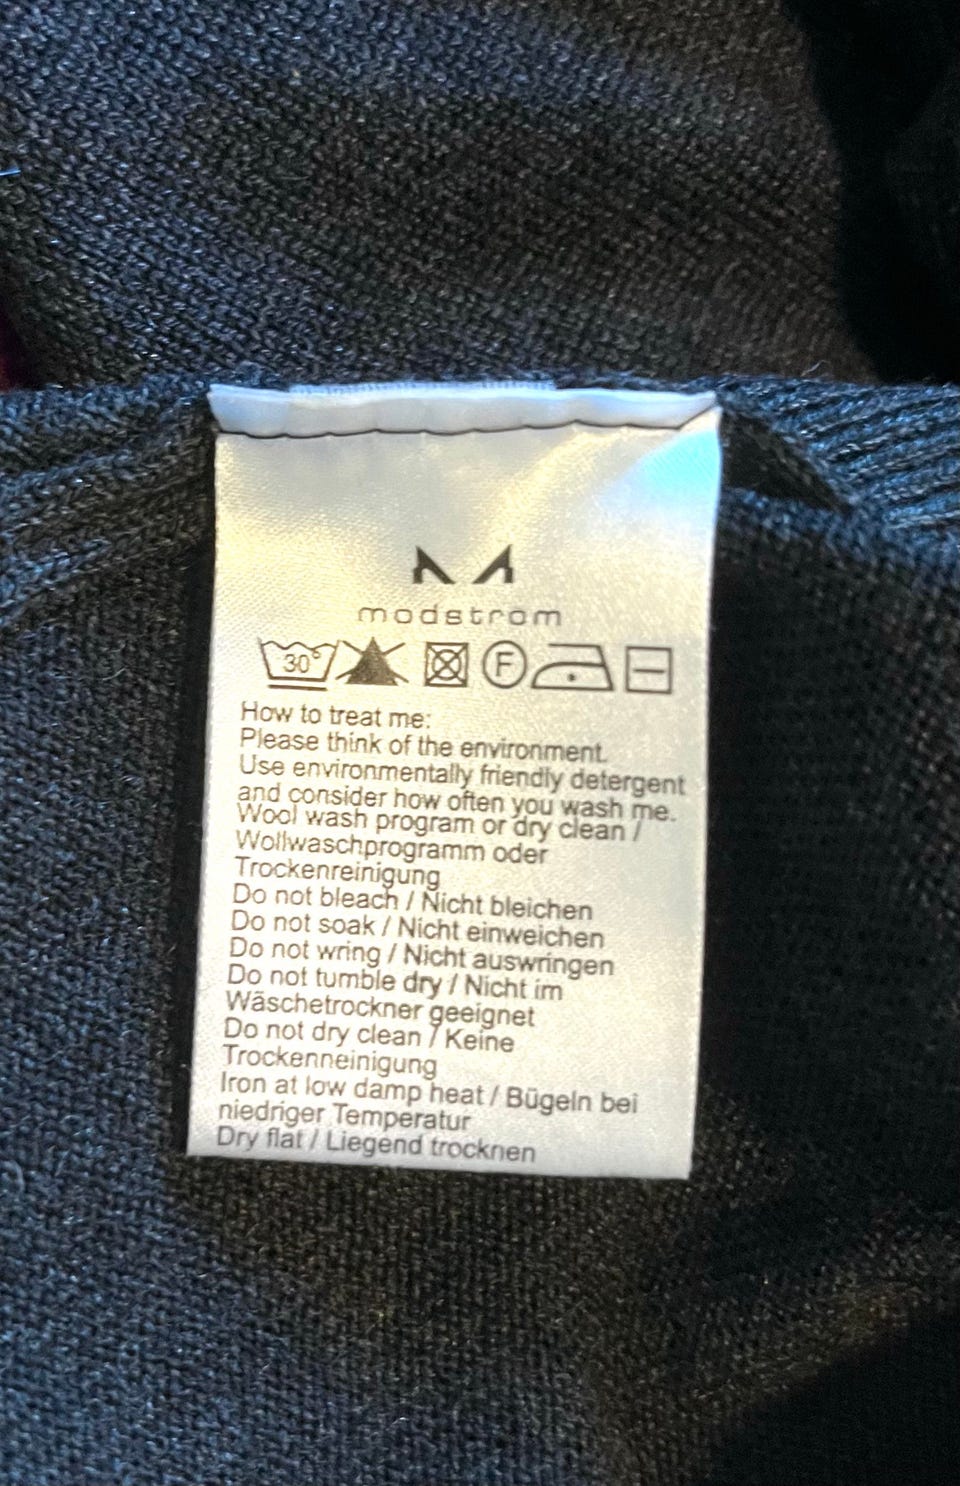 modstrom
30°
F
How to treat me:
Please think of the environment.
Use environmentally friendly detergent
and consider how often you wash me.
Wool wash program or dry clean /
Wollwaschprogramm oder
Trockenreinigung
Do not bleach / Nicht bleichen
Do not soak / Nicht einweichen
Do not wring / Nicht auswringen
Do not tumble dry / Nicht im
Wäschetrockner geeignet
Do not dry clean / Keine
Trockenneinigung
Iron at low damp heat / Bügeln bei
niedriger Temperatur
Dry flat / Liegend trocknen